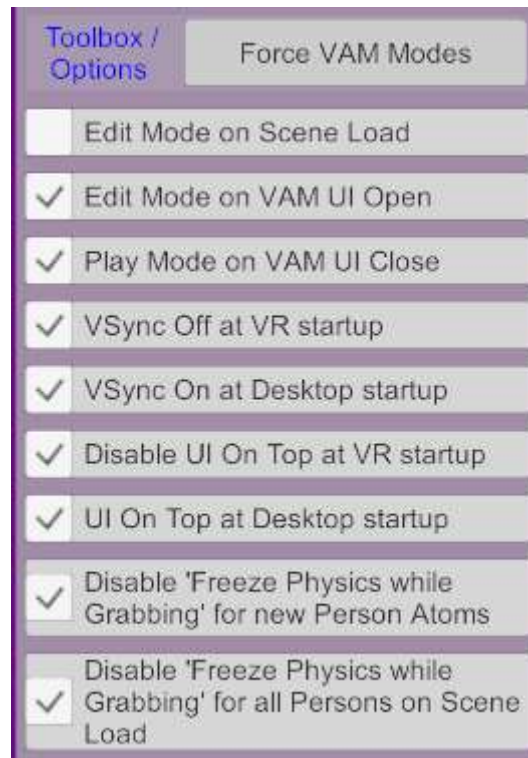 Toolbox /
Options
Force VAM Modes
Edit Mode on Scene Load
Edit Mode on VAM UI Open
Play Mode on VAM UI Close
VSync Off at VR startup
VSync On at Desktop startup
Disable UI On Top at VR startup
UI On Top at Desktop startup
Disable 'Freeze Physics while
Grabbing' for new Person Atoms
Disable 'Freeze Physics while
Grabbing' for all Persons on Scene
Load